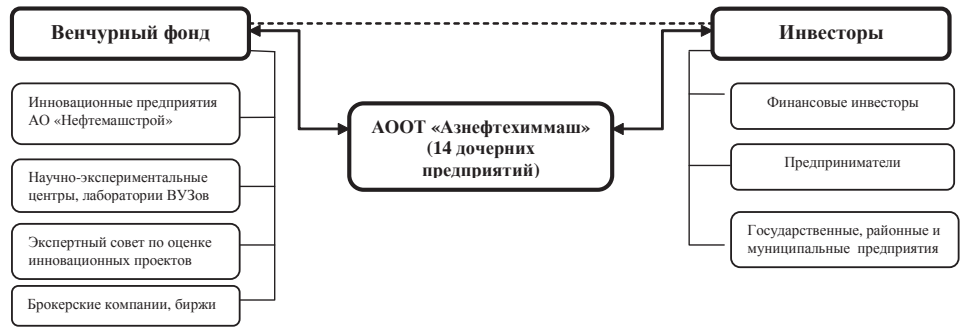 Венчурный фонд
Инновационные предприятия
АО «Нефтемашстрой»
Научно-экспериментальные
центры, лаборатории ВУЗов
Экспертный совет по оценке
инновационных проектов
Брокерские компании, биржи
АООТ «Азнефтехиммаш»
(14 дочерних
предприятий)
Инвесторы
Финансовые инвесторы
Предприниматели
Государственные, районные и
муниципальные предприятия